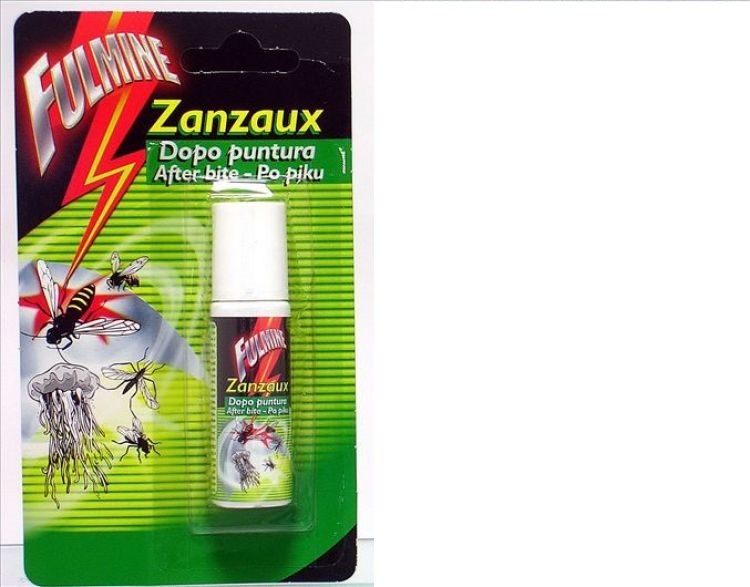 FULMINE
Zanzaux
Dopo puntura
After bite - Po piku
FULMINE
Zanzaux
Dopo puntura
After bite - Po piku